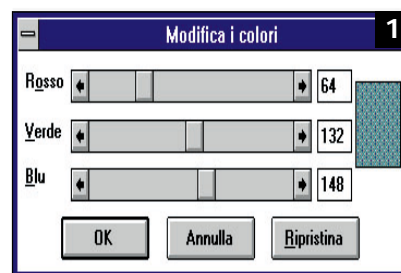 Modifica i colori
1
Rosso 64
Verde 132
Blu 148
OK Annulla Ripristina